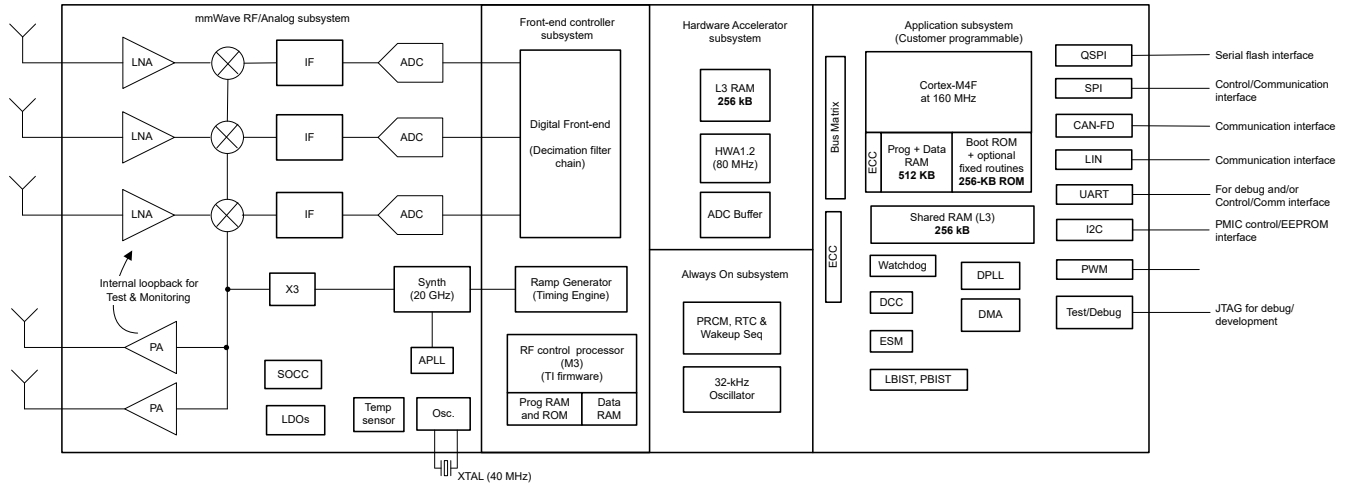 mmWave RF/Analog subsystem
LNA
IF
ADC
LNA
IF
ADC
LNA
IF
ADC
Internal loopback for
Test & Monitoring
X3
Synth
(20 GHz)
PA
APLL
SOCC
PA
LDOs
Temp
sensor
Osc.
XTAL (40 MHz)
Front-end controller
subsystem
Digital Front-end
(Decimation filter
chain)
Ramp Generator
(Timing Engine)
RF control processor
(M3)
(TI firmware)
Prog RAM
and ROM
Data
RAM
Hardware Accelerator
subsystem
L3 RAM
256 kB
HWA1.2
(80 MHz)
ADC Buffer
Always On subsystem
PRCM, RTC &
Wakeup Seq
32-kHz
Oscillator
Application subsystem
(Customer programmable)
Bus Matrix
Cortex-M4F
at 160 MHz
ECC
Prog + Data
RAM
512 KB
Boot ROM
+ optional
fixed routines
256-KB ROM
ECC
Shared RAM (L3)
256 kB
Watchdog
DPLL
DCC
DMA
ESM
LBIST, PBIST
QSPI
Serial flash interface
SPI
Control/Communication
interface
CAN-FD
Communication interface
LIN
Communication interface
UART
For debug and/or
Control/Comm interface
I2C
PMIC control/EEPROM
interface
PWM
Test/Debug
JTAG for debug/
development